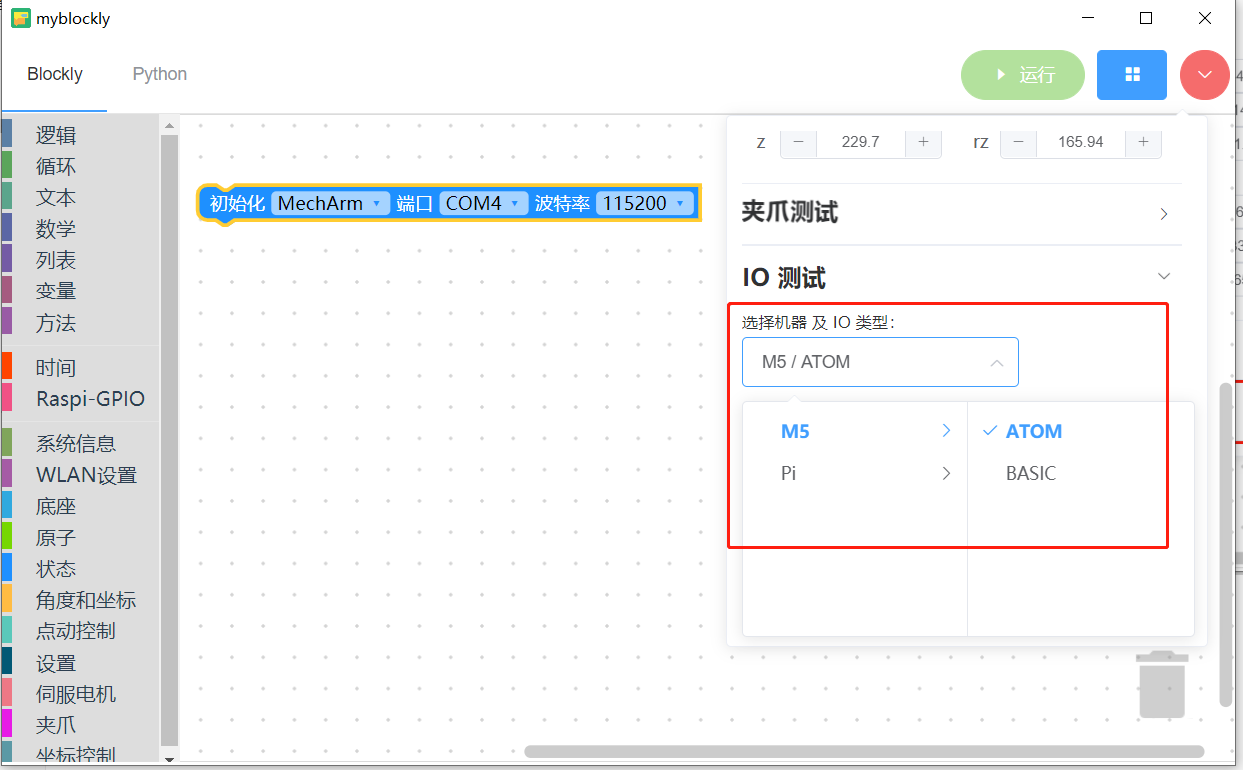 myblockly
Blockly Python 运行
逻辑
循环
文本
数学
列表
变量
方法
时间
Raspi-GPIO
系统信息
WLAN设置
底座
原子
状态
角度和坐标
点动控制
设置
伺服电机
夹爪
坐标控制
初始化 MechArm 端口 COM4 波特率 115200
z − 229.7 + rz − 165.94 +
夹爪测试
IO 测试
选择机器 及 IO 类型:
M5 / ATOM
M5 ATOM
Pi BASIC